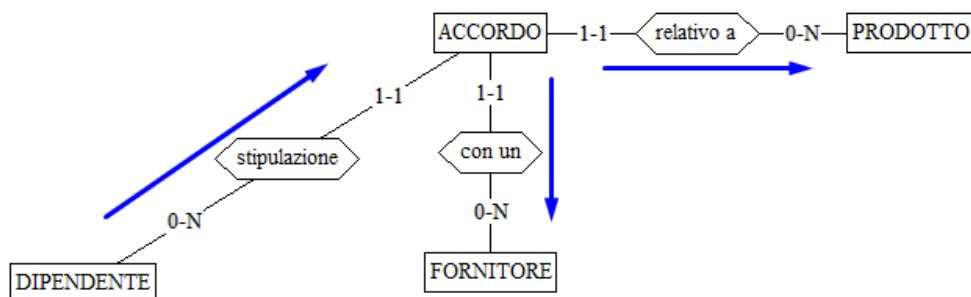 ACCORDO
1-1
relativo a
0-N
PRODOTTO
1-1
1-1
stipulazione
con un
0-N
0-N
DIPENDENTE
FORNITORE